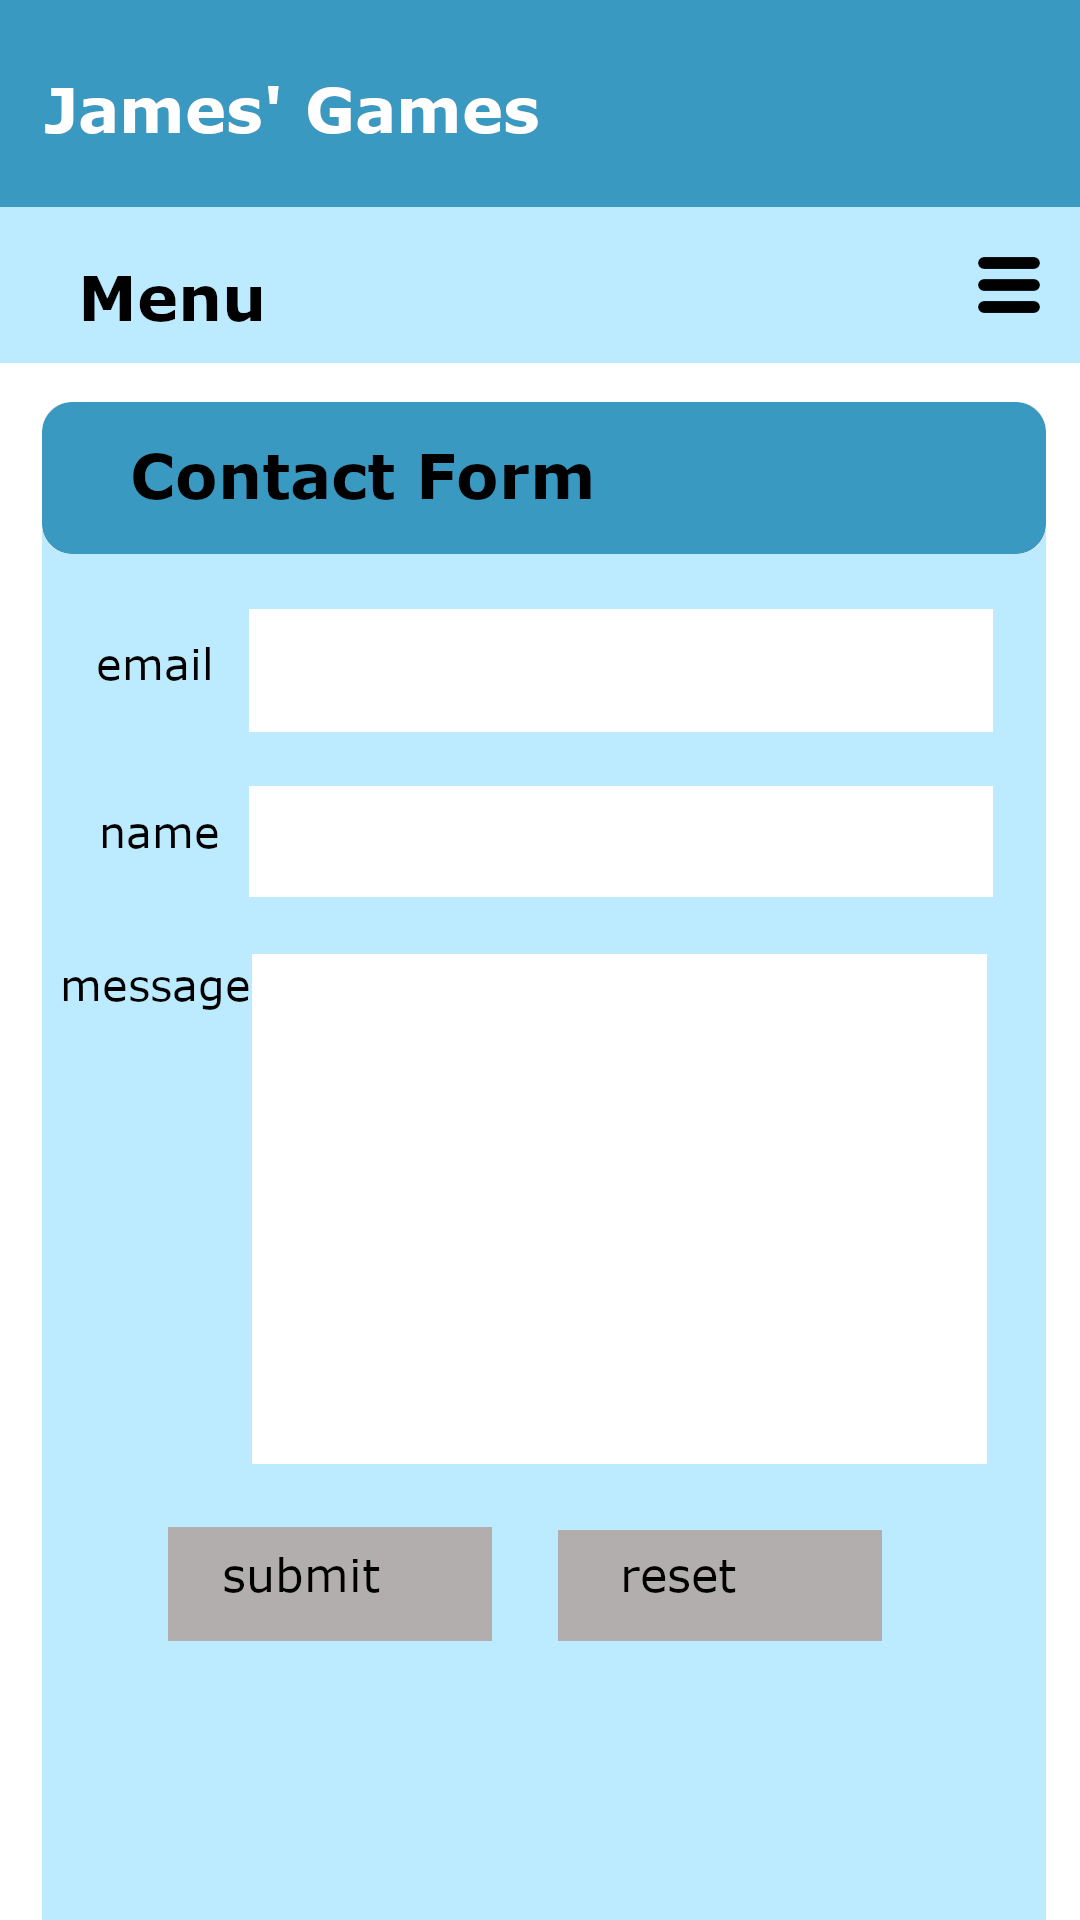 James' Games
Menu
Contact Form
email
name
message
submit
reset